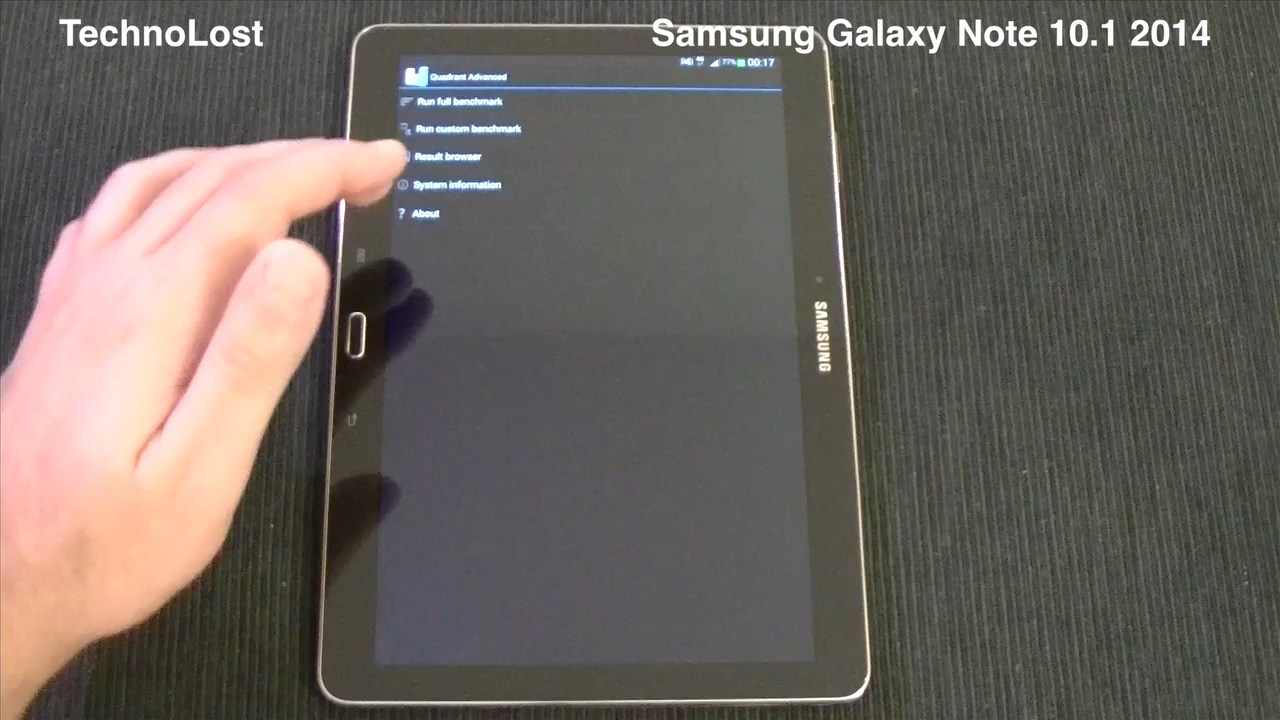 TechnoLost
Samsung Galaxy Note 10.1 2014
77% 00:17
Quadrant Advanced
Run full benchmark
Run custom benchmark
Result browser
System information
? About
SAMSUNG